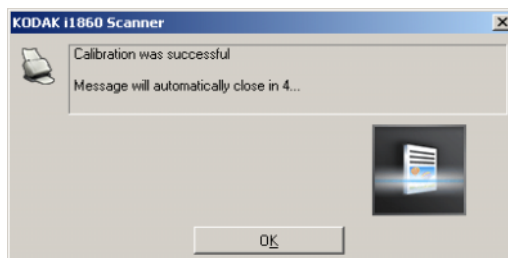 KODAK i1860 Scanner
Calibration was successful
Message will automatically close in 4...
OK